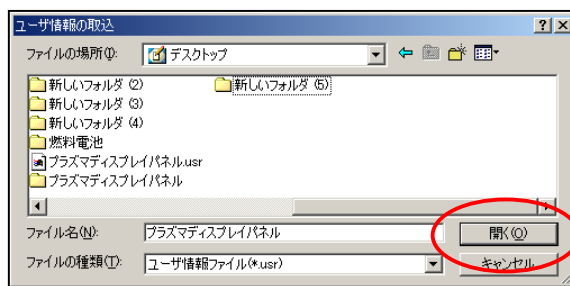 ユーザ情報の取込
ファイルの場所(I):
デスクトップ
新しいフォルダ (2)
新しいフォルダ (3)
新しいフォルダ (4)
燃料電池
プラズマディスプレイパネル.usr
プラズマディスプレイパネル
新しいフォルダ (5)
ファイル名(N):
プラズマディスプレイパネル
開く(O)
ファイルの種類(T):
ユーザ情報ファイル(*.usr)
キャンセル